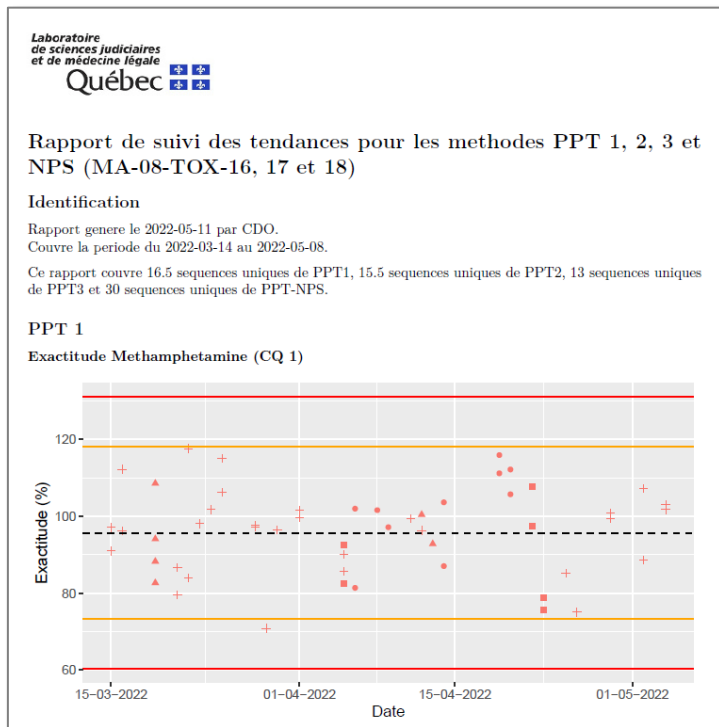 Laboratoire
de sciences judiciaires
et de médecine légale
Québec
Rapport de suivi des tendances pour les methodes PPT 1, 2, 3 et
NPS (MA-08-TOX-16, 17 et 18)
Identification
Rapport genere le 2022-05-11 par CDO.
Couvre la periode du 2022-03-14 au 2022-05-08.
Ce rapport couvre 16.5 sequences uniques de PPT1, 15.5 sequences uniques de PPT2, 13 sequences uniques
de PPT3 et 30 sequences uniques de PPT-NPS.
PPT 1
Exactitude Methamphetamine (CQ 1)
Exactitude (%)
120
100
80
60
15-03-2022 01-04-2022 15-04-2022 01-05-2022
Date